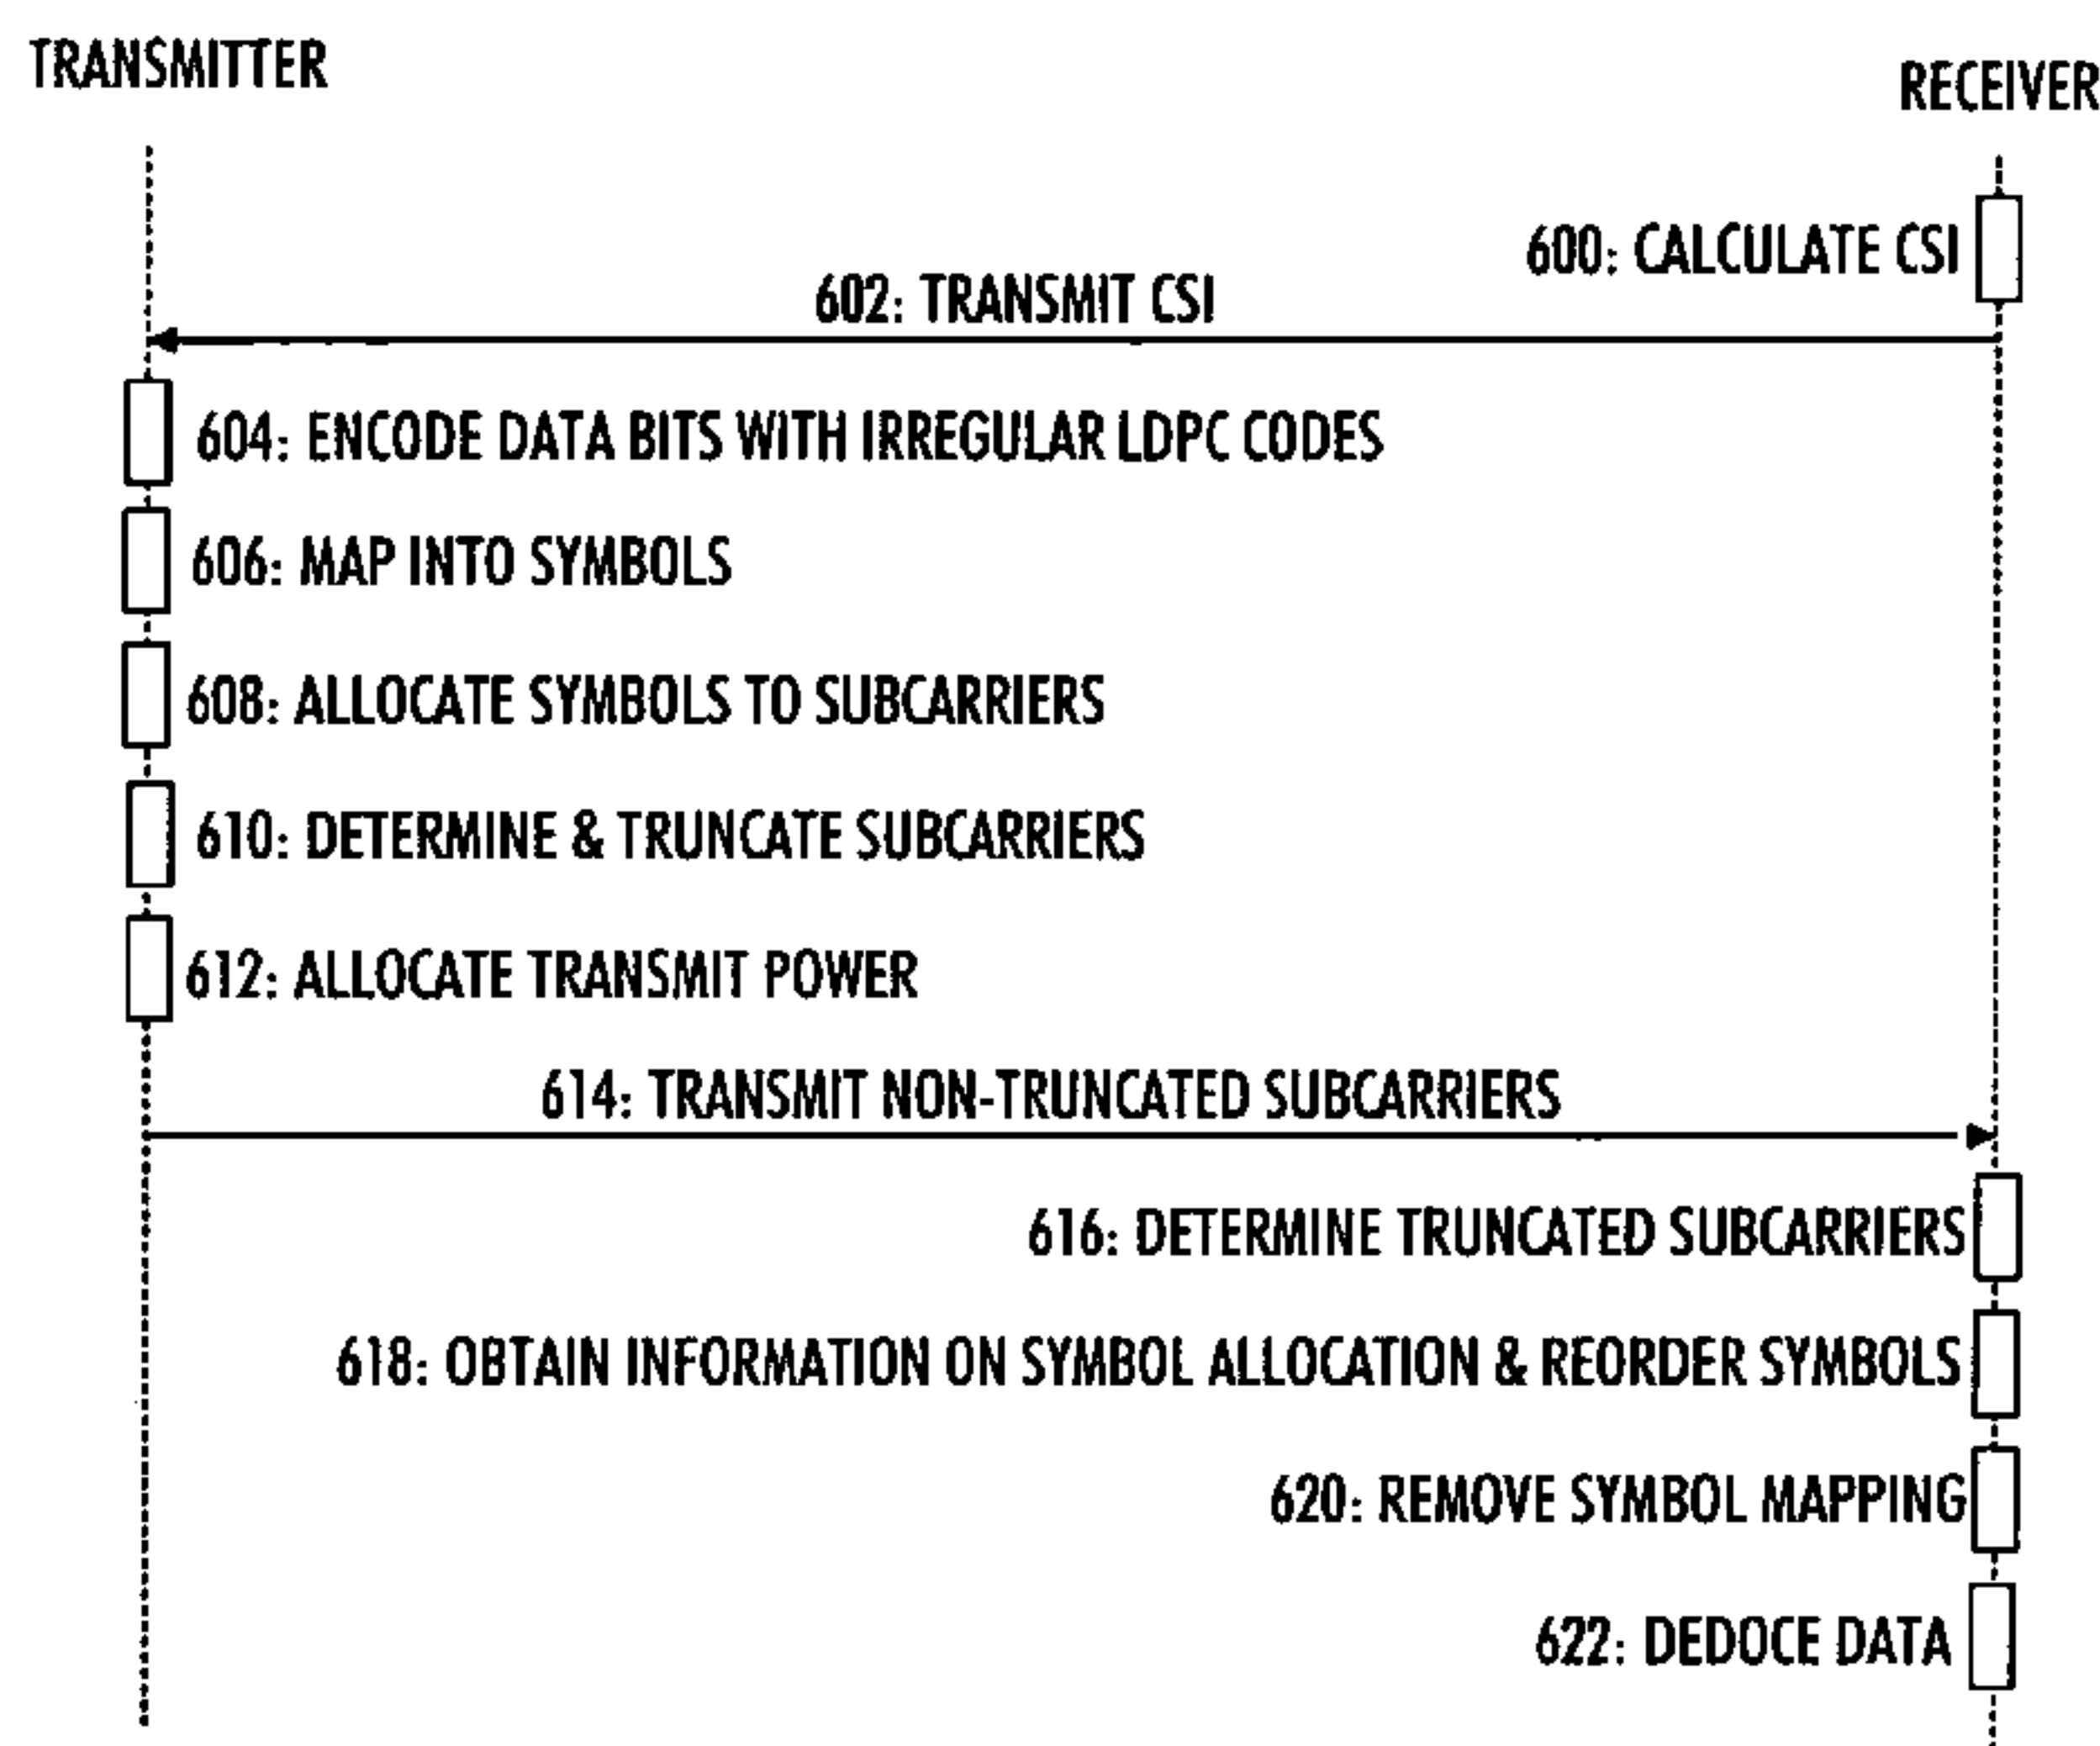 TRANSMITTER
RECEIVER
600: CALCULATE CSI
602: TRANSMIT CSI
604: ENCODE DATA BITS WITH IRREGULAR LDPC CODES
606: MAP INTO SYMBOLS
608: ALLOCATE SYMBOLS TO SUBCARRIERS
610: DETERMINE & TRUNCATE SUBCARRIERS
612: ALLOCATE TRANSMIT POWER
614: TRANSMIT NON-TRUNCATED SUBCARRIERS
616: DETERMINE TRUNCATED SUBCARRIERS
618: OBTAIN INFORMATION ON SYMBOL ALLOCATION & REORDER SYMBOLS
620: REMOVE SYMBOL MAPPING
622: DEDOCE DATA